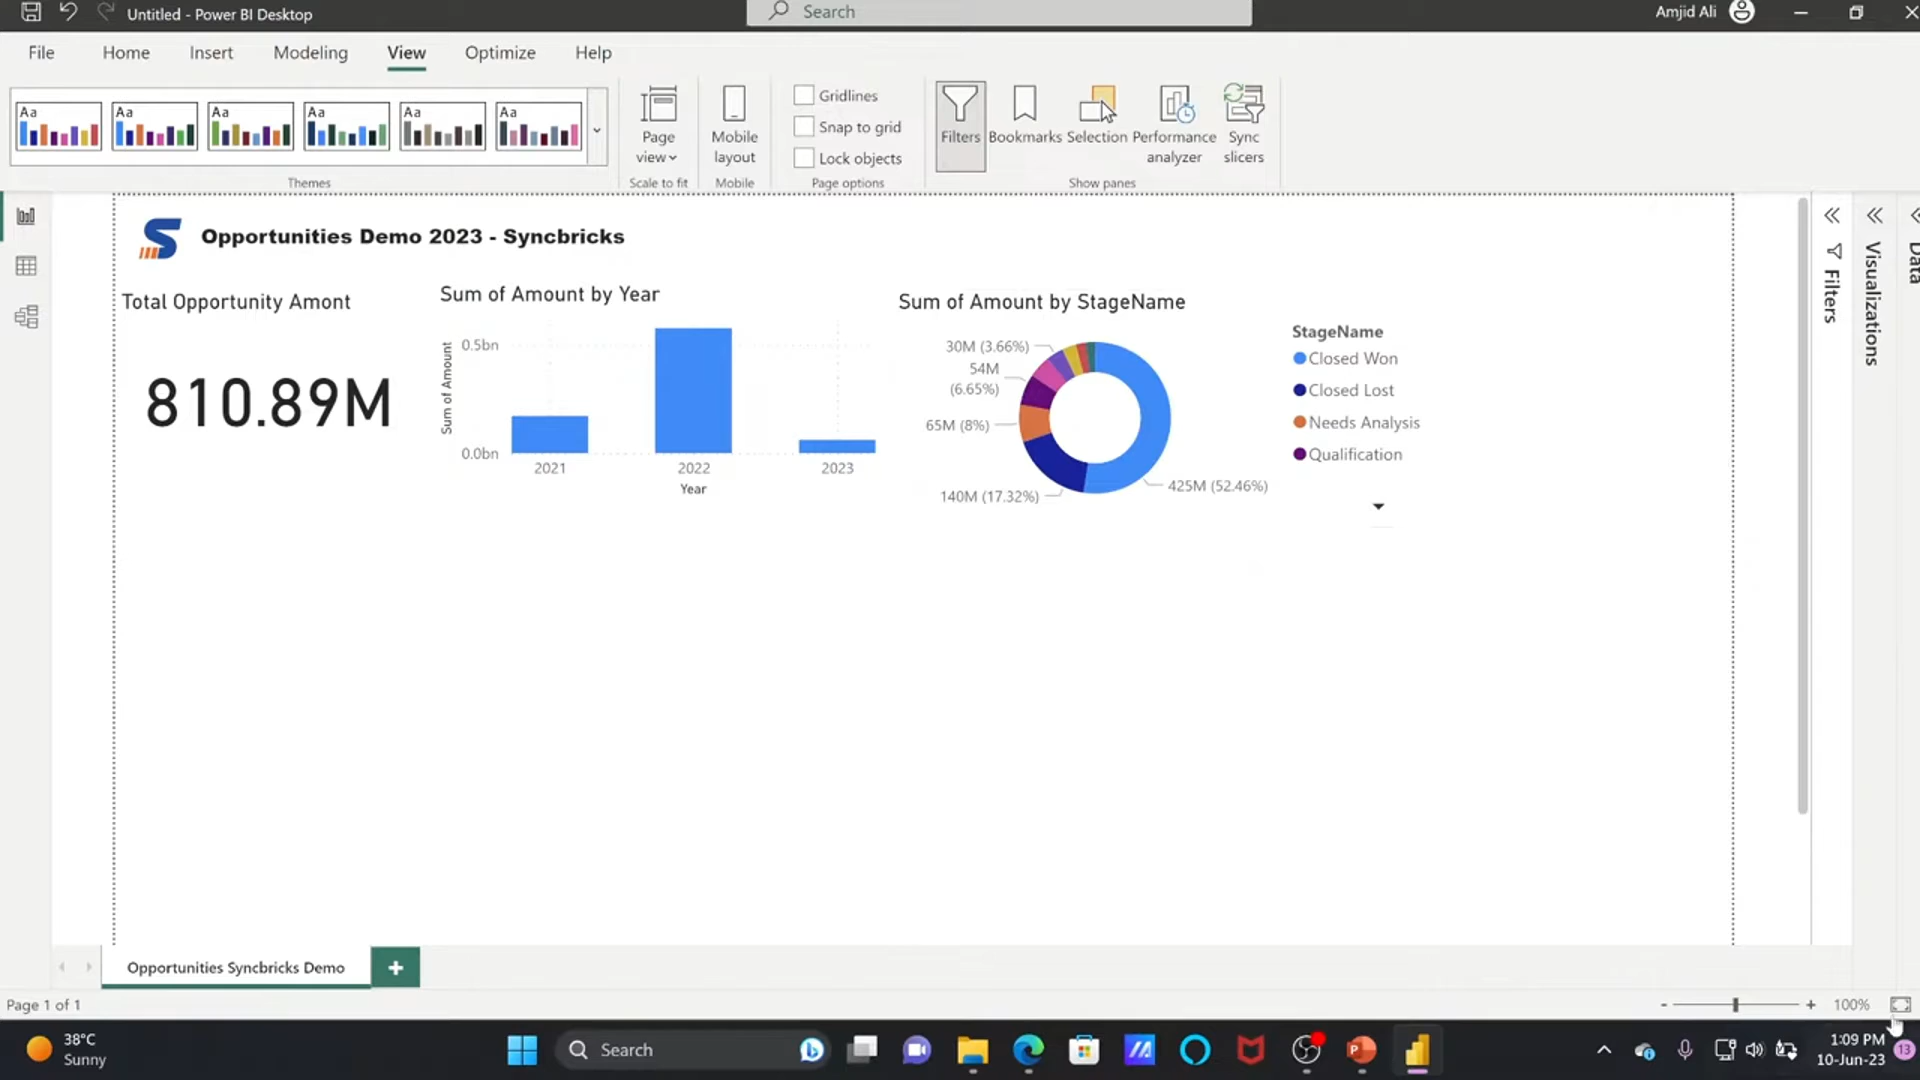 Untitled - Power BI Desktop
Search
Amjid Ali
File
Home
Insert
Modeling
View
Optimize
Help
Aa
Aa
Aa
Aa
Aa
Aa
Themes
Page
view
Scale to fit
Mobile
layout
Mobile
Gridlines
Snap to grid
Lock objects
Page options
Filters
Bookmarks
Selection
Performance
analyzer
Sync
slicers
Show panes
Opportunities Demo 2023 - Syncbricks
Total Opportunity Amont
810.89M
Sum of Amount by Year
Sum of Amount
0.5bn
0.0bn
2021
2022
2023
Year
Sum of Amount by StageName
30M (3.66%)
54M
(6.65%)
65M (8%)
140M (17.32%)
425M (52.46%)
StageName
Closed Won
Closed Lost
Needs Analysis
Qualification
Filters
Visualizations
Data
Opportunities Syncbricks Demo
+
Page 1 of 1
-
+
100%
38°C
Sunny
Search
1:09 PM
10-Jun-23
13